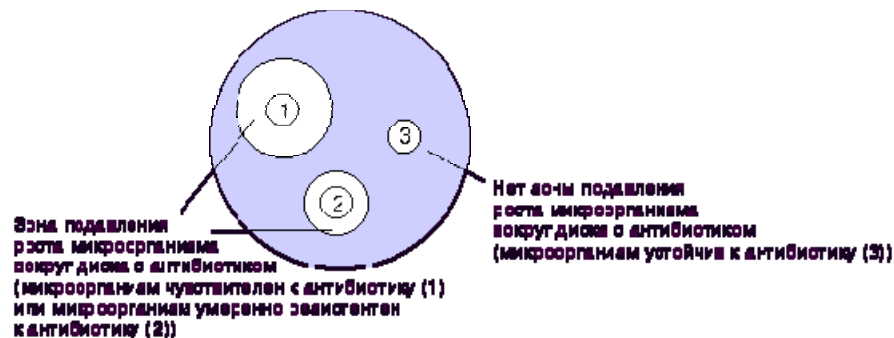 1
3
2
Зона подавления
роста микроорганизма
вокруг диска с антибиотиком
(микроорганизм чувствителен к антибиотику (1)
или микроорганизм умеренно резистентен
к антибиотику (2))
Нет зоны подавления
роста микроорганизма
вокруг диска с антибиотиком
(микроорганизм устойчив к антибиотику (3))